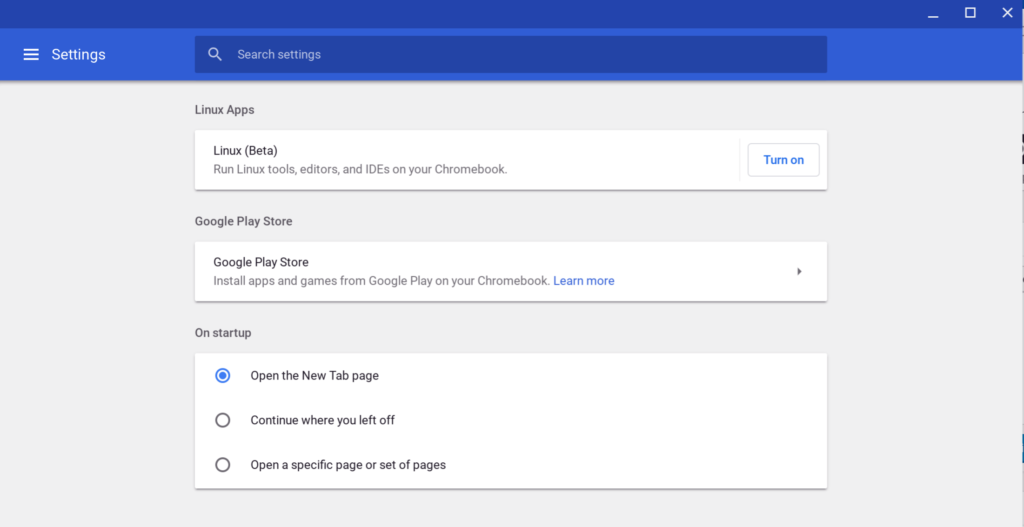 Settings
Search settings
Linux Apps
Linux (Beta)
Run Linux tools, editors, and IDEs on your Chromebook.
Turn on
Google Play Store
Google Play Store
Install apps and games from Google Play on your Chromebook. Learn more
On startup
Open the New Tab page
Continue where you left off
Open a specific page or set of pages